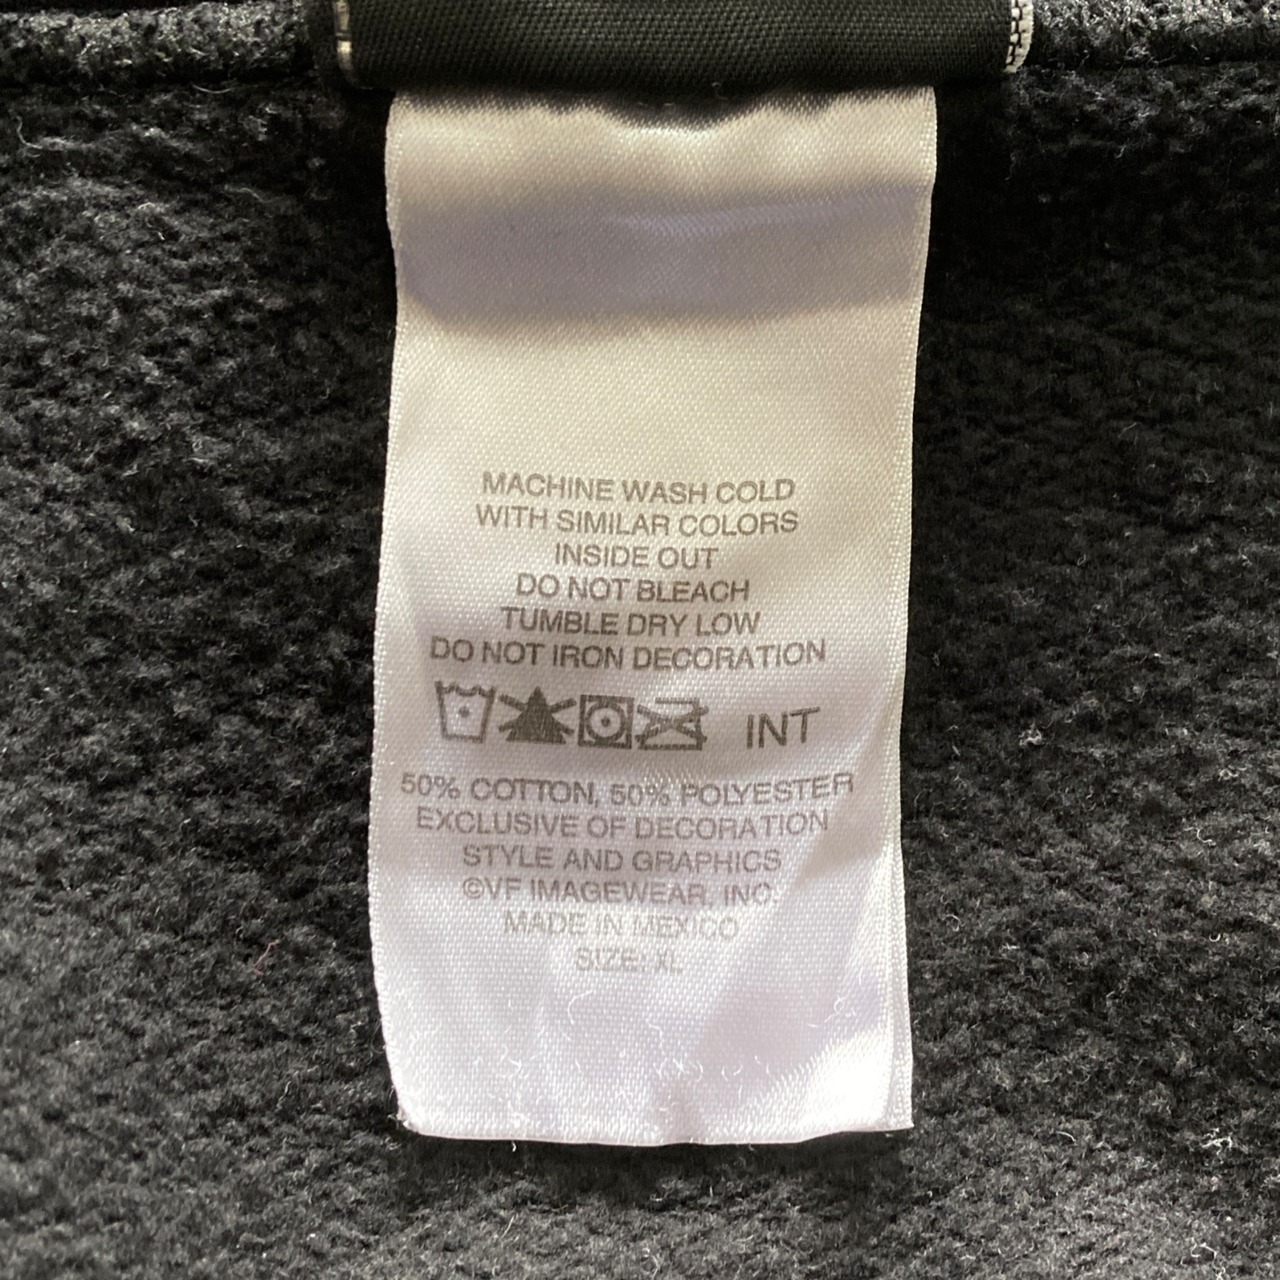 MACHINE WASH COLD
WITH SIMILAR COLORS
INSIDE OUT
DO NOT BLEACH
TUMBLE DRY LOW
DO NOT IRON DECORATION
INT
50% COTTON, 50% POLYESTER
EXCLUSIVE OF DECORATION
STYLE AND GRAPHICS
©VF IMAGEWEAR, INC.
MADE IN MEXICO
SIZE: XL